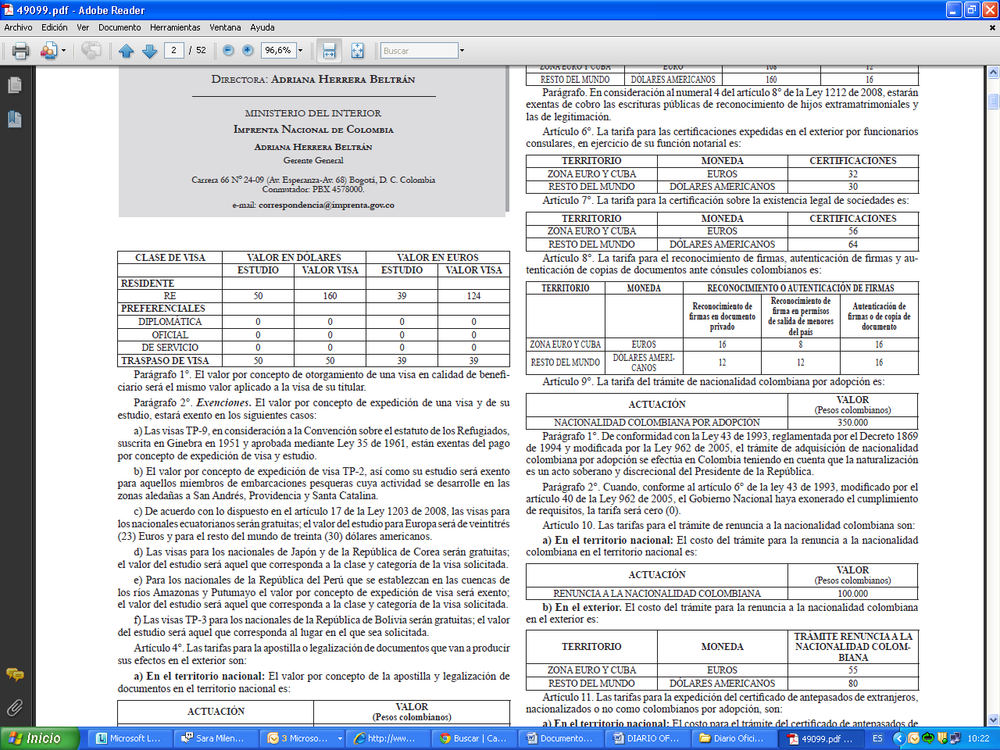 49099.pdf - Adobe Reader
Archivo Edición Ver Documento Herramientas Ventana Ayuda
2 / 52 96,6% Buscar
DIRECTORA: ADRIANA HERRERA BELTRÁN
MINISTERIO DEL INTERIOR
IMPRENTA NACIONAL DE COLOMBIA
ADRIANA HERRERA BELTRÁN
Gerente General
Carrera 66 N° 24-09 (Av. Esperanza-Av. 68) Bogotá, D. C. Colombia
Conmutador: PBX 4578000.
e-mail: correspondencia@imprenta.gov.co
CLASE DE VISA VALOR EN DÓLARES VALOR EN EUROS
ESTUDIO VALOR VISA ESTUDIO VALOR VISA
RESIDENTE
RE 50 160 39 124
PREFERENCIALES
DIPLOMÁTICA 0 0 0 0
OFICIAL 0 0 0 0
DE SERVICIO 0 0 0 0
TRASPASO DE VISA 50 50 39 39
Parágrafo 1°. El valor por concepto de otorgamiento de una visa en calidad de benefi-
ciario será el mismo valor aplicado a la visa de su titular.
Parágrafo 2°. Exenciones. El valor por concepto de expedición de una visa y de su
estudio, estará exento en los siguientes casos:
a) Las visas TP-9, en consideración a la Convención sobre el estatuto de los Refugiados,
suscrita en Ginebra en 1951 y aprobada mediante Ley 35 de 1961, están exentas del pago
por concepto de expedición de visa y estudio.
b) El valor por concepto de expedición de visa TP-2, así como su estudio será exento
para aquellos miembros de embarcaciones pesqueras cuya actividad se desarrolle en las
zonas aledañas a San Andrés, Providencia y Santa Catalina.
c) De acuerdo con lo dispuesto en el artículo 17 de la Ley 1203 de 2008, las visas para
los nacionales ecuatorianos serán gratuitas; el valor del estudio para Europa será de veintitrés
(23) Euros y para el resto del mundo de treinta (30) dólares americanos.
d) Las visas para los nacionales de Japón y de la República de Corea serán gratuitas;
el valor del estudio será aquel que corresponda a la clase y categoría de la visa solicitada.
e) Para los nacionales de la República del Perú que se establezcan en las cuencas de
los ríos Amazonas y Putumayo el valor por concepto de expedición de visa será exento;
el valor del estudio será aquel que corresponda a la clase y categoría de la visa solicitada.
f) Las visas TP-3 para los nacionales de la República de Bolivia serán gratuitas; el valor
del estudio será aquel que corresponda al lugar en el que sea solicitada.
Artículo 4°. Las tarifas para la apostilla o legalización de documentos que van a producir
sus efectos en el exterior son:
a) En el territorio nacional: El valor por concepto de la apostilla y legalización de
documentos en el territorio nacional es:
ACTUACIÓN VALOR
(Pesos colombianos)
ZONA EURO Y CUBA EURO 108 12
RESTO DEL MUNDO DÓLARES AMERICANOS 160 16
Parágrafo. En consideración al numeral 4 del artículo 8° de la Ley 1212 de 2008, estarán
exentas de cobro las escrituras públicas de reconocimiento de hijos extramatrimoniales y
las de legitimación.
Artículo 6°. La tarifa para las certificaciones expedidas en el exterior por funcionarios
consulares, en ejercicio de su función notarial es:
TERRITORIO MONEDA CERTIFICACIONES
ZONA EURO Y CUBA EUROS 32
RESTO DEL MUNDO DÓLARES AMERICANOS 30
Artículo 7°. La tarifa para la certificación sobre la existencia legal de sociedades es:
TERRITORIO MONEDA CERTIFICACIONES
ZONA EURO Y CUBA EUROS 56
RESTO DEL MUNDO DÓLARES AMERICANOS 64
Artículo 8°. La tarifa para el reconocimiento de firmas, autenticación de firmas y au-
tenticación de copias de documentos ante cónsules colombianos es:
TERRITORIO MONEDA RECONOCIMIENTO O AUTENTICACIÓN DE FIRMAS
Reconocimiento de firmas en documento privado
Reconocimiento de firma en permisos de salida de menores del país
Autenticación de firmas o de copia de documento
ZONA EURO Y CUBA EUROS 16 8 16
RESTO DEL MUNDO DÓLARES AMERI-CANOS 12 12 16
Artículo 9°. La tarifa del trámite de nacionalidad colombiana por adopción es:
ACTUACIÓN VALOR
(Pesos colombianos)
NACIONALIDAD COLOMBIANA POR ADOPCIÓN 350.000
Parágrafo 1°. De conformidad con la Ley 43 de 1993, reglamentada por el Decreto 1869
de 1994 y modificada por la Ley 962 de 2005, el trámite de adquisición de nacionalidad
colombiana por adopción se efectúa en Colombia teniendo en cuenta que la naturalización
es un acto soberano y discrecional del Presidente de la República.
Parágrafo 2°. Cuando, conforme al artículo 6° de la ley 43 de 1993, modificado por el
artículo 40 de la Ley 962 de 2005, el Gobierno Nacional haya exonerado el cumplimiento
de requisitos, la tarifa será cero (0).
Artículo 10. Las tarifas para el trámite de renuncia a la nacionalidad colombiana son:
a) En el territorio nacional: El costo del trámite para la renuncia a la nacionalidad
colombiana en el territorio nacional es:
ACTUACIÓN VALOR
(Pesos colombianos)
RENUNCIA A LA NACIONALIDAD COLOMBIANA 100.000
b) En el exterior. El costo del trámite para la renuncia a la nacionalidad colombiana
en el exterior es:
TERRITORIO MONEDA TRÁMITE RENUNCIA A LA NACIONALIDAD COLOM-BIANA
ZONA EURO Y CUBA EUROS 55
RESTO DEL MUNDO DÓLARES AMERICANOS 80
Artículo 11. Las tarifas para la expedición del certificado de antepasados de extranjeros,
nacionalizados o no como colombianos por adopción, son:
a) En el territorio nacional: El costo del trámite del certificado de antepasados de
Inicio Microsoft L... Sara Milen... 3 Microso... http://ww... Buscar | Ca... Documento... DIARIO OF... Diario Ofici... 49099.pdf ... ES 10:22